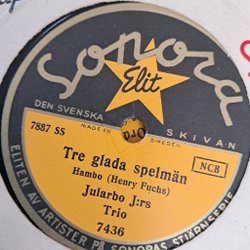 Sonora
Elit
DEN SVENSKA SKIVAN
MADE IN SWEDEN
7887 SS
Tre glada spelmän
Hambo (Henry Fuchs)
NCB
Jularbo J:rs
Trio
7436
ELITEN AV ARTISTER PÅ SONORAS STJÄRNSERIE